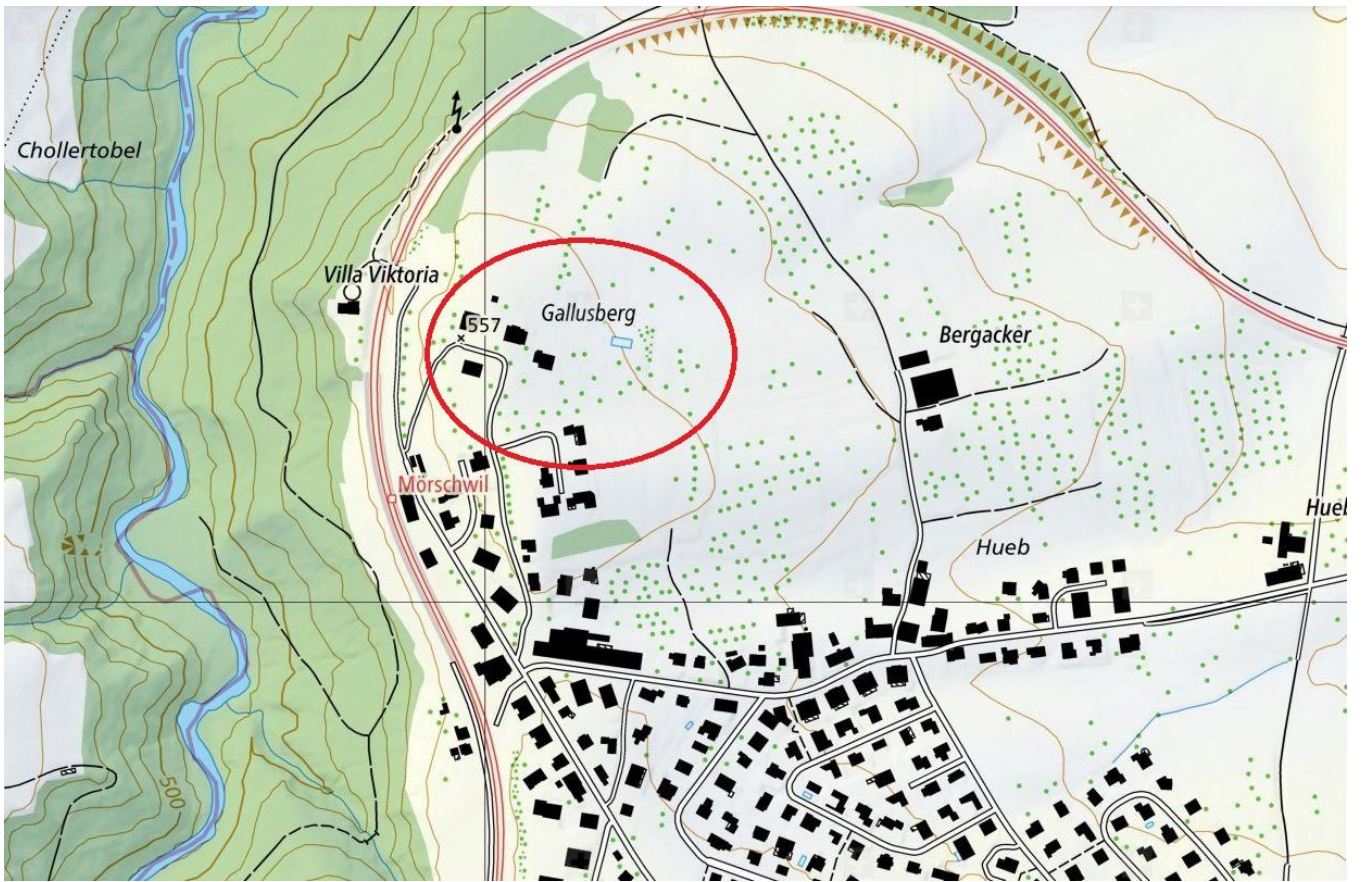 Chollertobel
Villa Viktoria
557
Gallusberg
Bergacker
Mörschwil
Hueb
Hueb
500